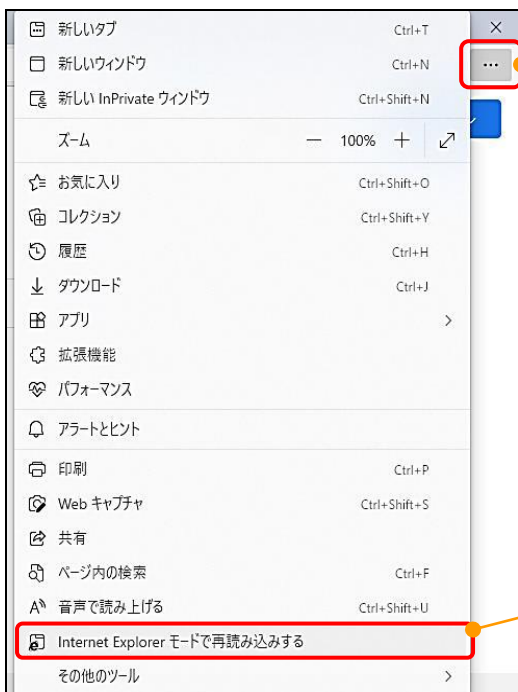 新しいタブ Ctrl+T
新しいウィンドウ Ctrl+N
新しい InPrivate ウィンドウ Ctrl+Shift+N
ズーム — 100% +
お気に入り Ctrl+Shift+O
コレクション Ctrl+Shift+Y
履歴 Ctrl+H
ダウンロード Ctrl+J
アプリ
拡張機能
パフォーマンス
アラートとヒント
印刷 Ctrl+P
Web キャプチャ Ctrl+Shift+S
共有
ページ内の検索 Ctrl+F
音声で読み上げる Ctrl+Shift+U
Internet Explorer モードで再読み込みする
その他のツール